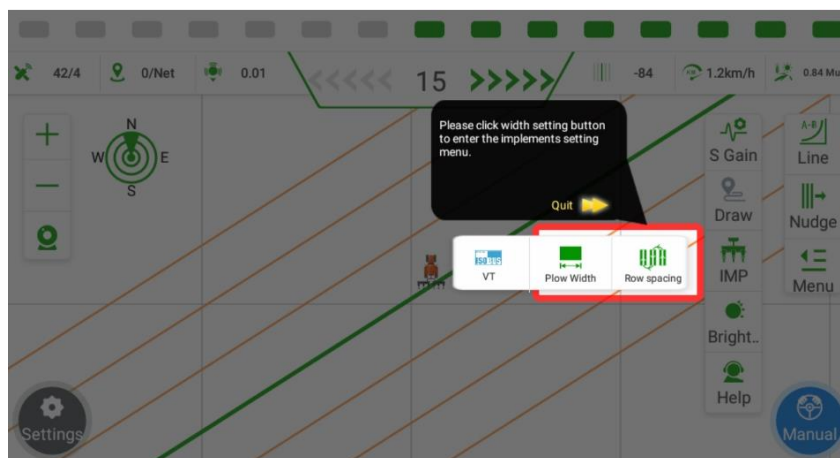 42/4
0/Net
0.01
15
-84
1.2km/h
0.84 Mu
Please click width setting button
to enter the implements setting
menu.
Quit
N
W
E
S
S Gain
Line
Draw
Nudge
VT
Plow Width
Row spacing
IMP
Menu
Bright..
Help
Settings
Manual
A-B